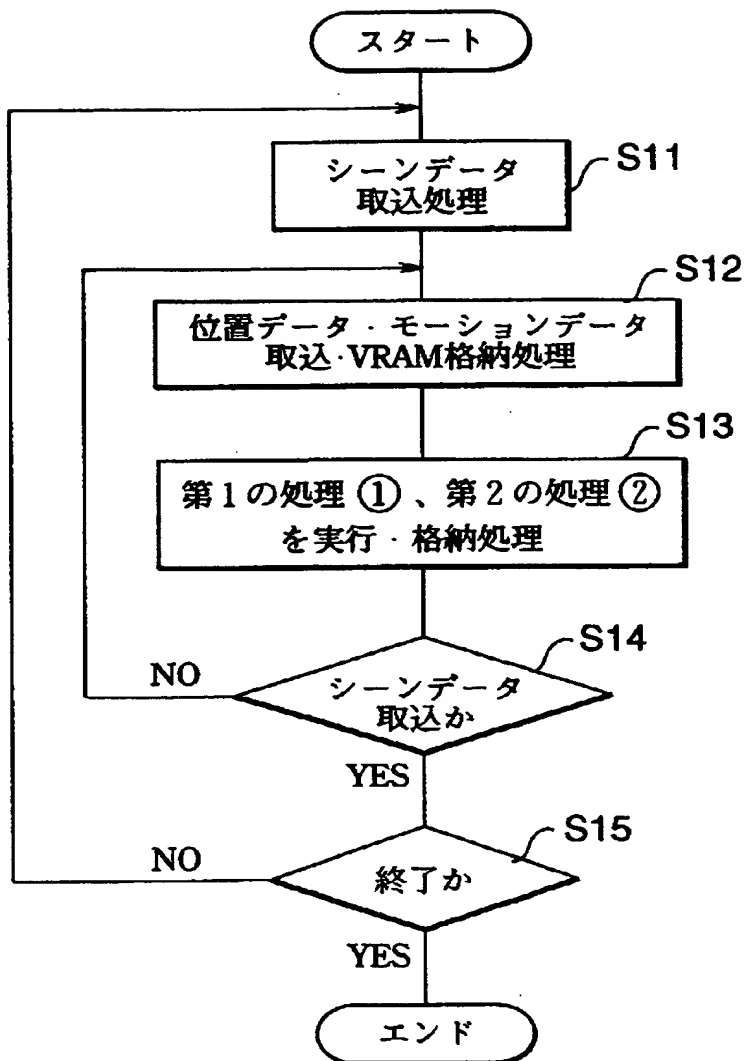 スタート
シーンデータ
取込処理
S11
S12
位置データ・モーションデータ
取込・VRAM格納処理
S13
第1の処理①、第2の処理②
を実行・格納処理
S14
NO
シーンデータ
取込か
YES
S15
NO
終了か
YES
エンド